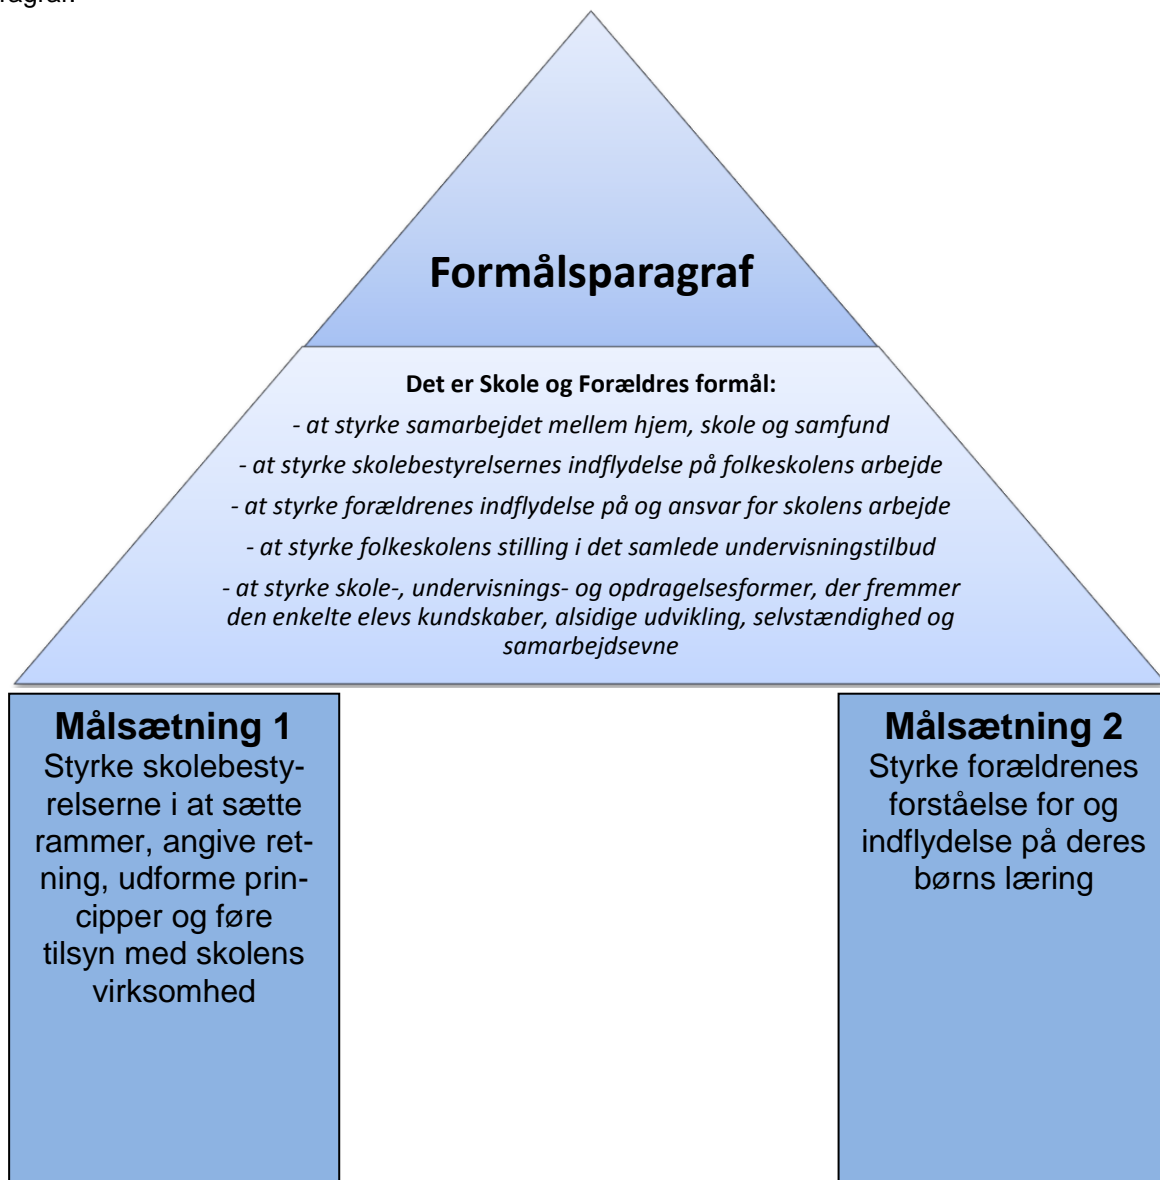 Formålsparagraf
Det er Skole og Forældres formål:
- at styrke samarbejdet mellem hjem, skole og samfund
- at styrke skolebestyrelsernes indflydelse på folkeskolens arbejde
- at styrke forældrenes indflydelse på og ansvar for skolens arbejde
- at styrke folkeskolens stilling i det samlede undervisningstilbud
- at styrke skole-, undervisnings- og opdragelsesformer, der fremmer
den enkelte elevs kundskaber, alsidige udvikling, selvstændighed og
samarbejdsevne
Målsætning 1
Styrke skolebesty-
relserne i at sætte
rammer, angive ret-
ning, udforme prin-
cipper og føre
tilsyn med skolens
virksomhed
Målsætning 2
Styrke forældrenes
forståelse for og
indflydelse på deres
børns læring